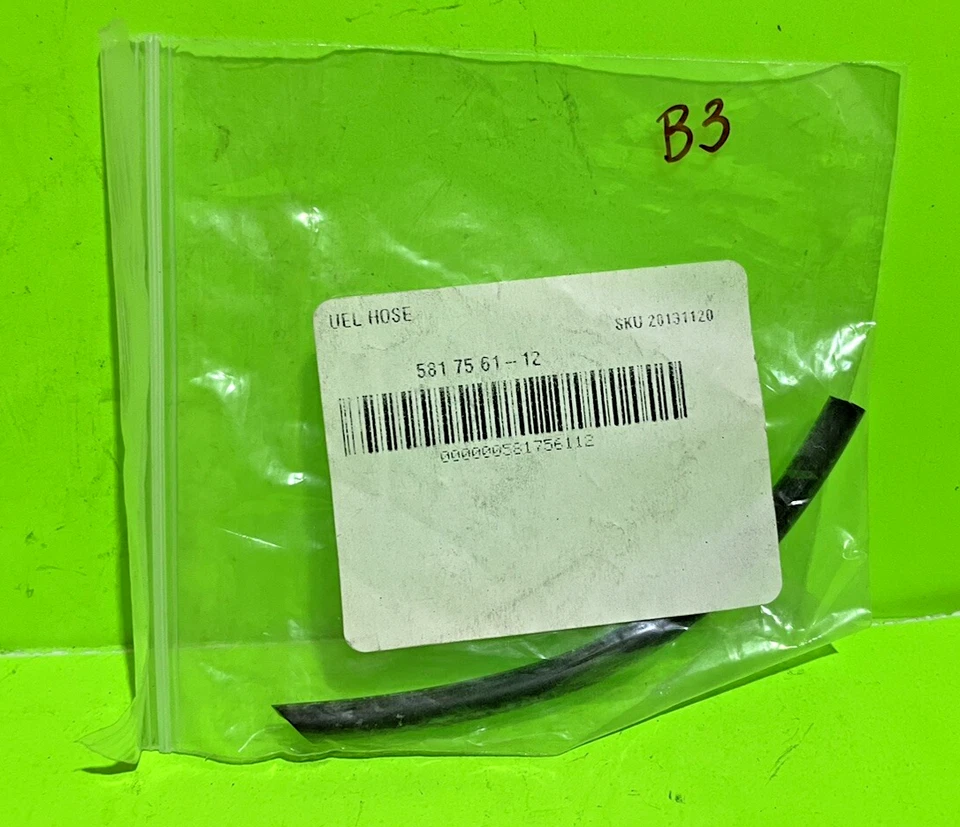 B3
UEL HOSE
SKU 20131120
581 75 61-12
000000581756112